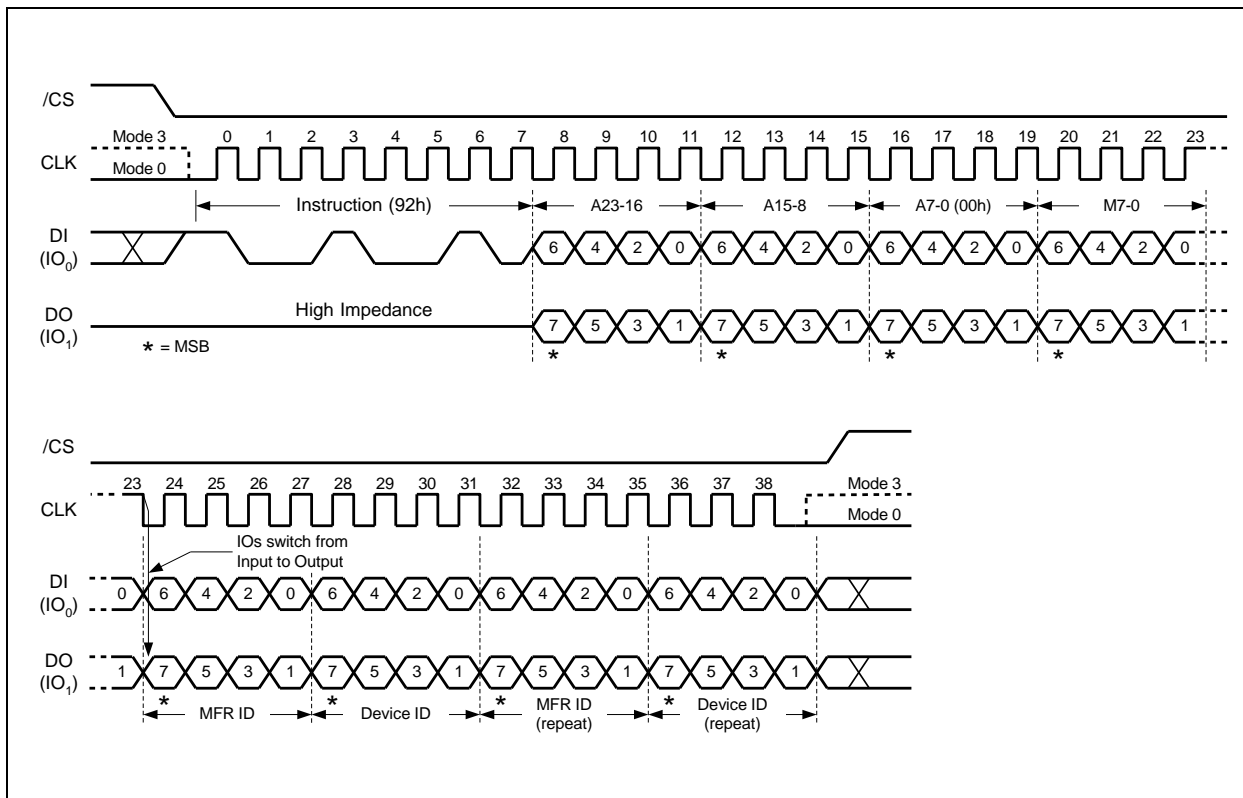 /CS
Mode 3
0 1 2 3 4 5 6 7 8 9 10 11 12 13 14 15 16 17 18 19 20 21 22 23
CLK
Mode 0
Instruction (92h) A23-16 A15-8 A7-0 (00h) M7-0
DI
(IO0)
6 4 2 0 6 4 2 0 6 4 2 0 6 4 2 0
High Impedance
DO
(IO1)
7 5 3 1 7 5 3 1 7 5 3 1 7 5 3 1
* * * *
* = MSB
/CS
23 24 25 26 27 28 29 30 31 32 33 34 35 36 37 38
Mode 3
CLK
Mode 0
IOs switch from
Input to Output
DI
(IO0)
0 6 4 2 0 6 4 2 0 6 4 2 0 6 4 2 0
DO
(IO1)
1 7 5 3 1 7 5 3 1 7 5 3 1 7 5 3 1
* * * *
MFR ID Device ID MFR ID
(repeat)
Device ID
(repeat)